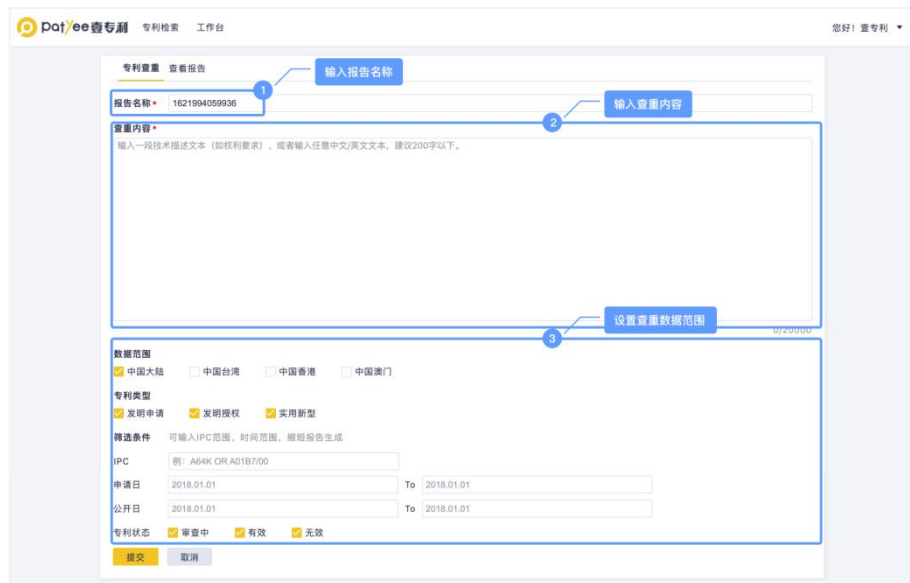 patyee壹专利 专利检索 工作台 您好！壹专利
专利查重 查看报告
输入报告名称
1
报告名称• 1621994059936
输入查重内容
2
查重内容•
输入一段技术描述文本（如权利要求）、或者输入任意中文/英文文本，建议200字以下。
设置查重数据范围
0/20000
3
数据范围
中国大陆 中国台湾 中国香港 中国澳门
专利类型
发明申请 发明授权 实用新型
筛选条件 可输入IPC范围、时间范围，缩短报告生成
IPC 例：A64K OR A01B7/00
申请日 2018.01.01 To 2018.01.01
公开日 2018.01.01 To 2018.01.01
专利状态 审查中 有效 无效
提交 取消